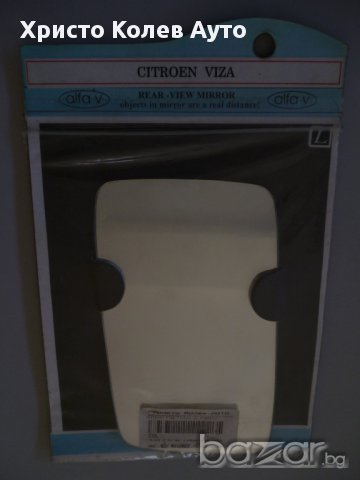 Христо Колев Ауто
CITROEN VIZA
alfa v
REAR -VIEW MIRROR
alfa v
objects in mirror are a real distance!
L
bazar.bg